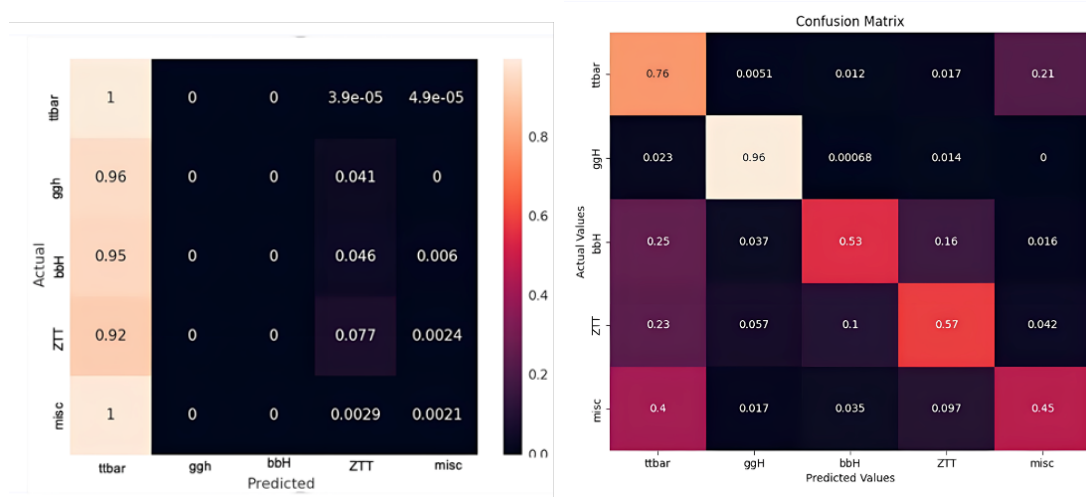 ttbar 1 0 0 3.9e-05 4.9e-05
ggh 0.96 0 0 0.041 0
bbH 0.95 0 0 0.046 0.006
ZTT 0.92 0 0 0.077 0.0024
misc 1 0 0 0.0029 0.0021
ttbar ggh bbH ZTT misc
Predicted
Actual
0.8
0.6
0.4
0.2
0.0
Confusion Matrix
ttbar 0.76 0.0051 0.012 0.017 0.21
ggH 0.023 0.96 0.00068 0.014 0
bbH 0.25 0.037 0.53 0.16 0.016
ZTT 0.23 0.057 0.1 0.57 0.042
misc 0.4 0.017 0.035 0.097 0.45
ttbar ggH bbH ZTT misc
Predicted Values
Actual Values